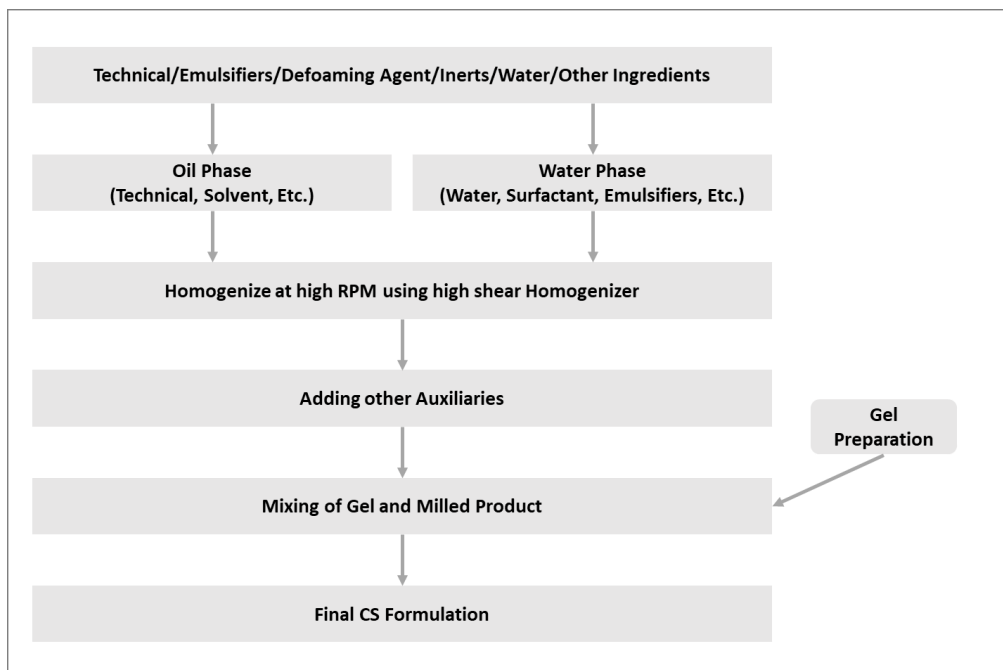 Technical/Emulsifiers/Defoaming Agent/Inerts/Water/Other Ingredients
Oil Phase
(Technical, Solvent, Etc.)
Water Phase
(Water, Surfactant, Emulsifiers, Etc.)
Homogenize at high RPM using high shear Homogenizer
Adding other Auxiliaries
Gel
Preparation
Mixing of Gel and Milled Product
Final CS Formulation